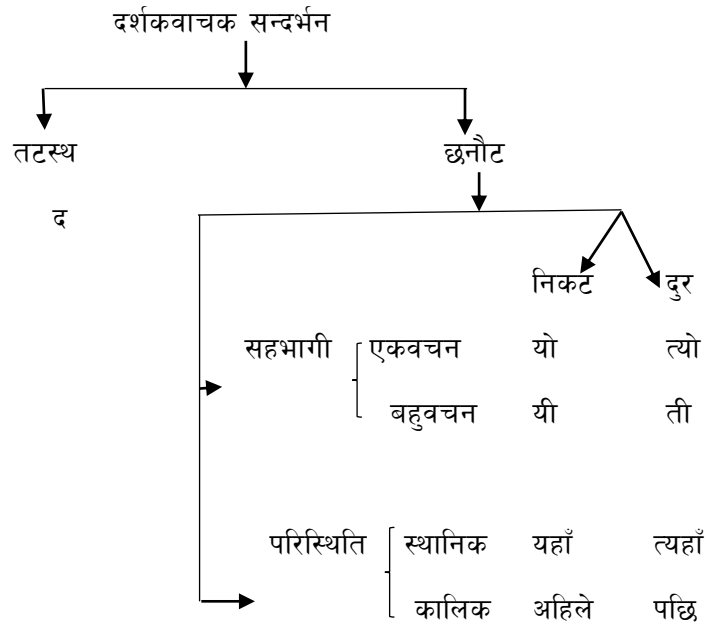 दर्शकवाचक सन्दर्भन
तटस्थ छनौट
द
निकट दुर
सहभागी एकवचन यो त्यो
बहुवचन यी ती
परिस्थिति स्थानिक यहाँ त्यहाँ
कालिक अहिले पछि